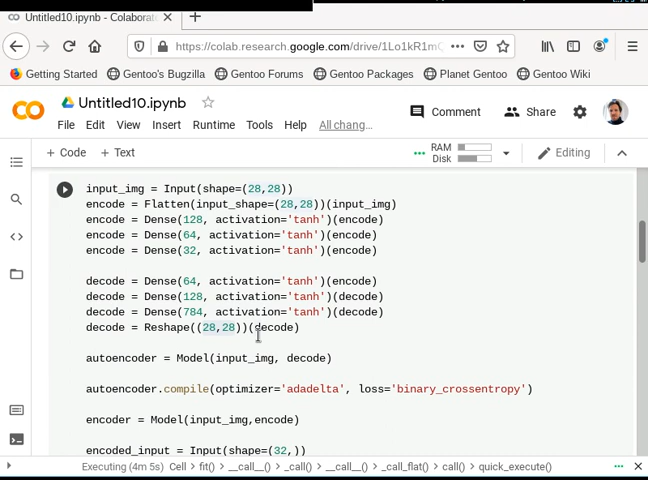 Untitled10.ipynb - Colaborat
https://colab.research.google.com/drive/1Lo1kR1mC
Getting Started Gentoo's Bugzilla Gentoo Forums Gentoo Packages Planet Gentoo Gentoo Wiki
CO Untitled10.ipynb Comment Share
File Edit View Insert Runtime Tools Help All chang…
+ Code + Text RAM Disk Editing
input_img = Input(shape=(28,28))
encode = Flatten(input_shape=(28,28))(input_img)
encode = Dense(128, activation='tanh')(encode)
encode = Dense(64, activation='tanh')(encode)
encode = Dense(32, activation='tanh')(encode)
decode = Dense(64, activation='tanh')(encode)
decode = Dense(128, activation='tanh')(decode)
decode = Dense(784, activation='tanh')(decode)
decode = Reshape((28,28))(decode)
autoencoder = Model(input_img, decode)
autoencoder.compile(optimizer='adadelta', loss='binary_crossentropy')
encoder = Model(input_img,encode)
encoded_input = Input(shape=(32,))
Executing (4m 5s) Cell > fit() > __call__() > _call() > __call__() > _call_flat() > call() > quick_execute()